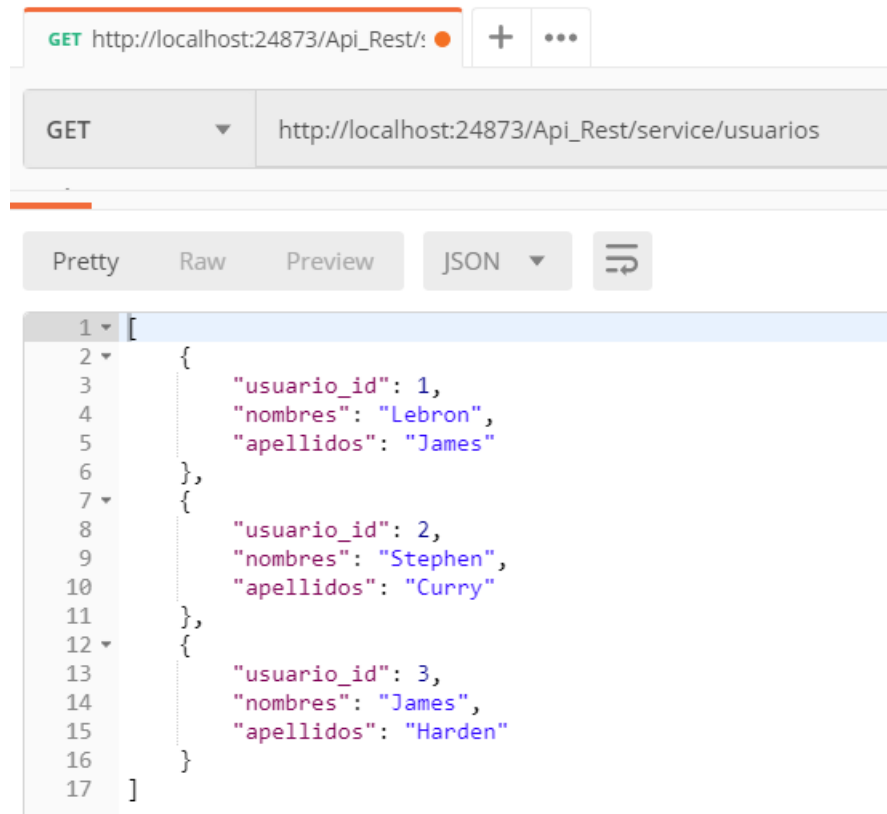 GET http://localhost:24873/Api_Rest/s
GET http://localhost:24873/Api_Rest/service/usuarios
Pretty Raw Preview JSON
1 [
2 {
3 "usuario_id": 1,
4 "nombres": "Lebron",
5 "apellidos": "James"
6 },
7 {
8 "usuario_id": 2,
9 "nombres": "Stephen",
10 "apellidos": "Curry"
11 },
12 {
13 "usuario_id": 3,
14 "nombres": "James",
15 "apellidos": "Harden"
16 }
17 ]